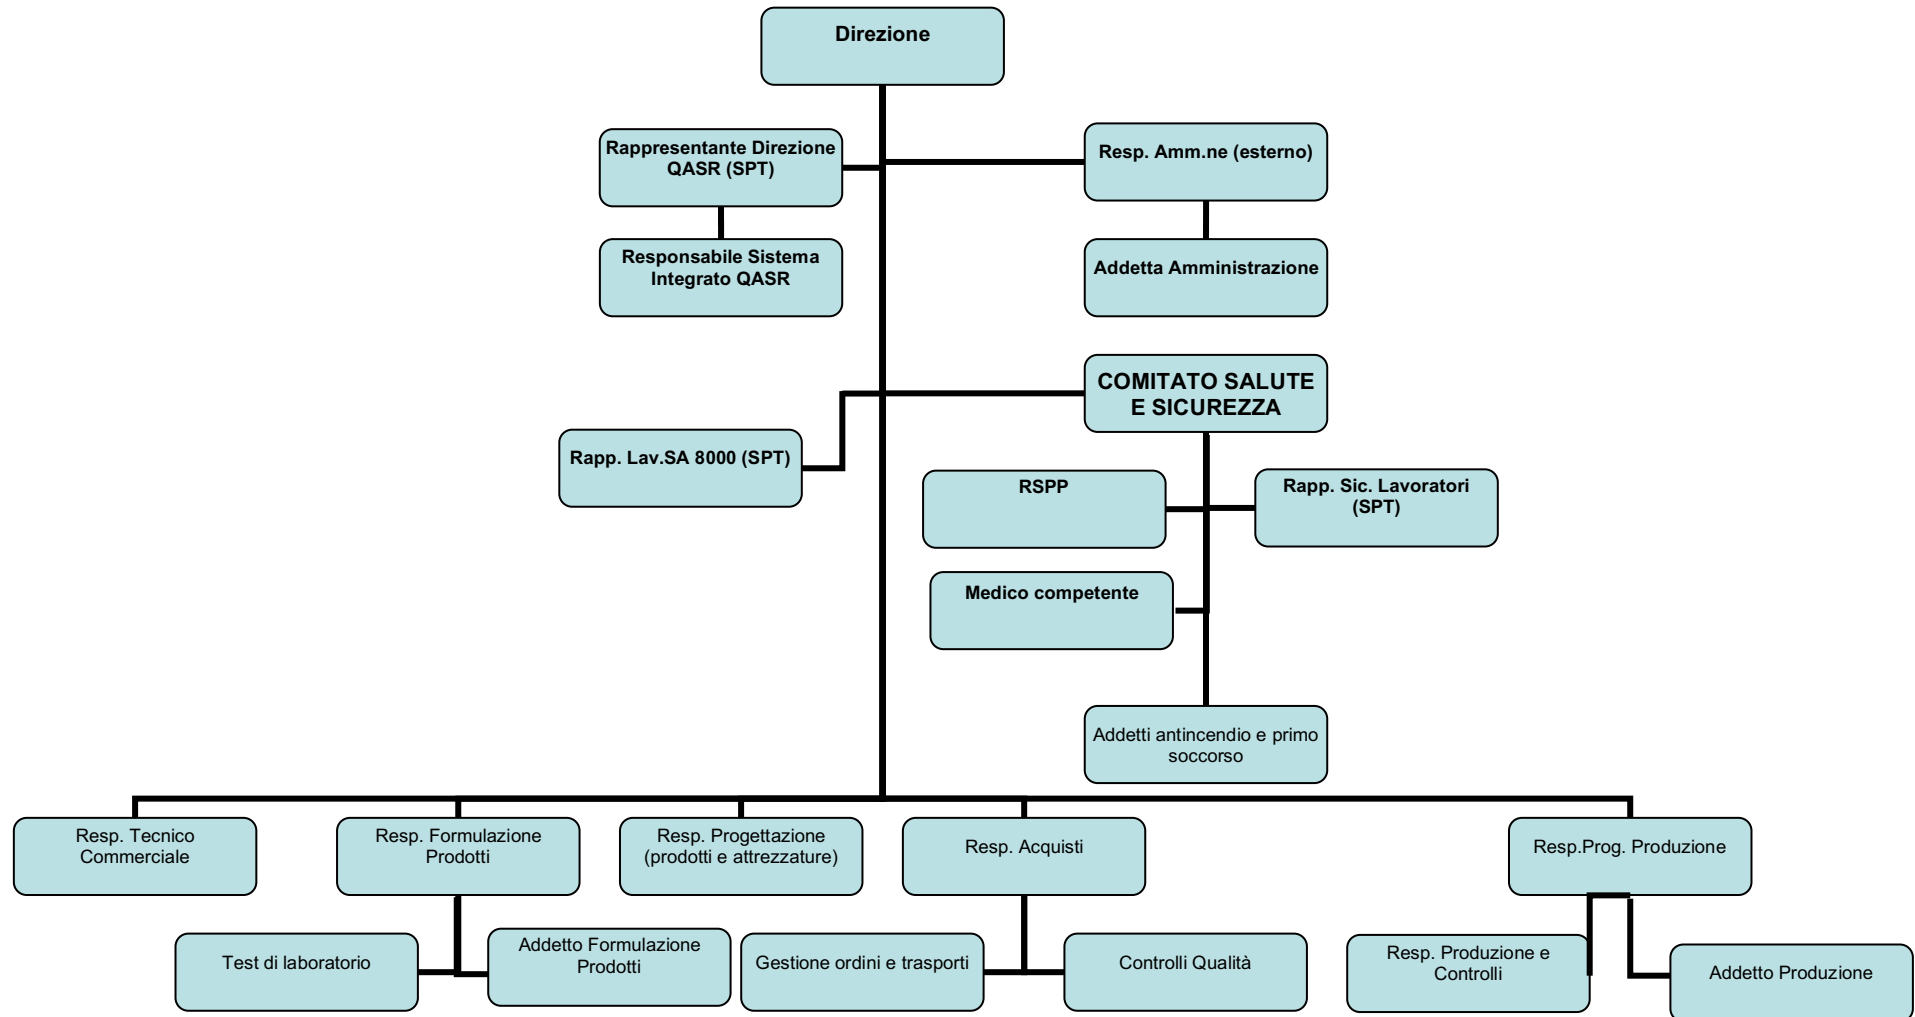 Direzione
Rappresentante Direzione
QASR (SPT)
Resp. Amm.ne (esterno)
Responsabile Sistema
Integrato QASR
Addetta Amministrazione
COMITATO SALUTE
E SICUREZZA
Rapp. Lav.SA 8000 (SPT)
RSPP
Rapp. Sic. Lavoratori
(SPT)
Medico competente
Addetti antincendio e primo
soccorso
Resp. Tecnico
Commerciale
Resp. Formulazione
Prodotti
Resp. Progettazione
(prodotti e attrezzature)
Resp. Acquisti
Resp.Prog. Produzione
Test di laboratorio
Addetto Formulazione
Prodotti
Gestione ordini e trasporti
Controlli Qualità
Resp. Produzione e
Controlli
Addetto Produzione